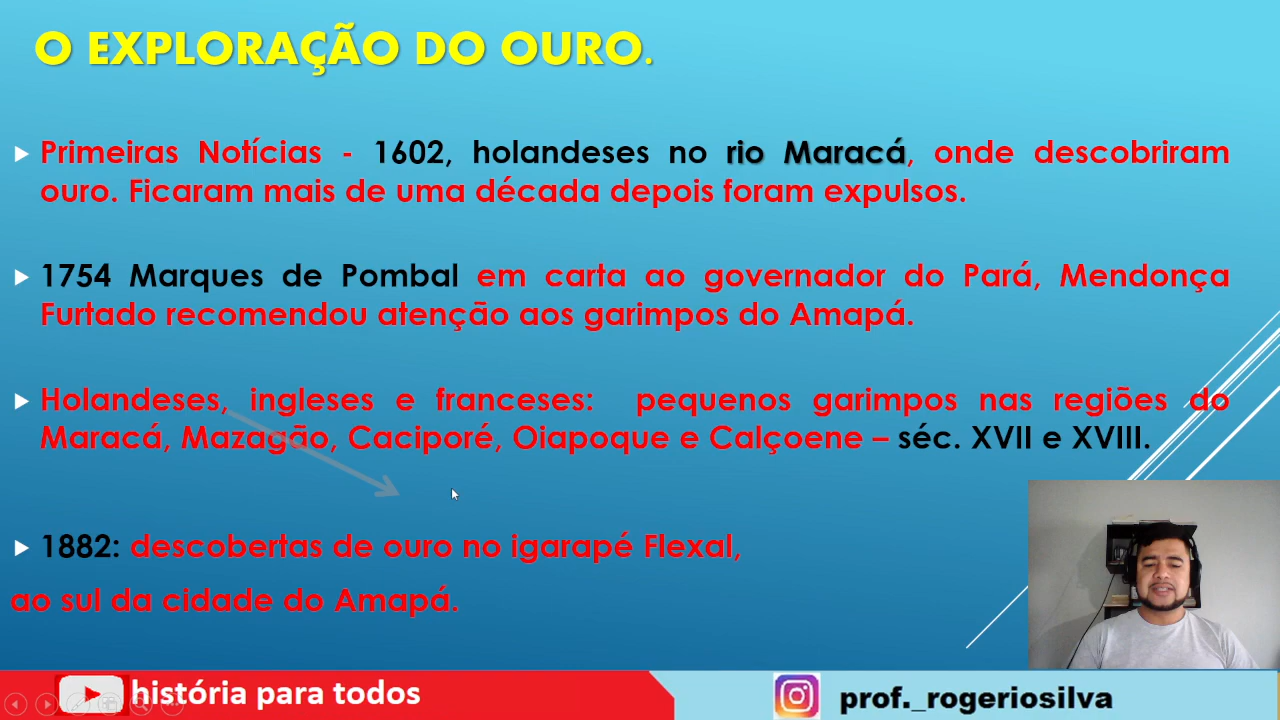 O EXPLORAÇÃO DO OURO.
Primeiras Notícias - 1602, holandeses no rio Maracá, onde descobriram
ouro. Ficaram mais de uma década depois foram expulsos.
1754 Marques de Pombal em carta ao governador do Pará, Mendonça
Furtado recomendou atenção aos garimpos do Amapá.
Holandeses, ingleses e franceses: pequenos garimpos nas regiões do
Maracá, Mazagão, Caciporé, Oiapoque e Calçoene – séc. XVII e XVIII.
1882: descobertas de ouro no igarapé Flexal,
ao sul da cidade do Amapá.
história para todos
prof._rogeriosilva